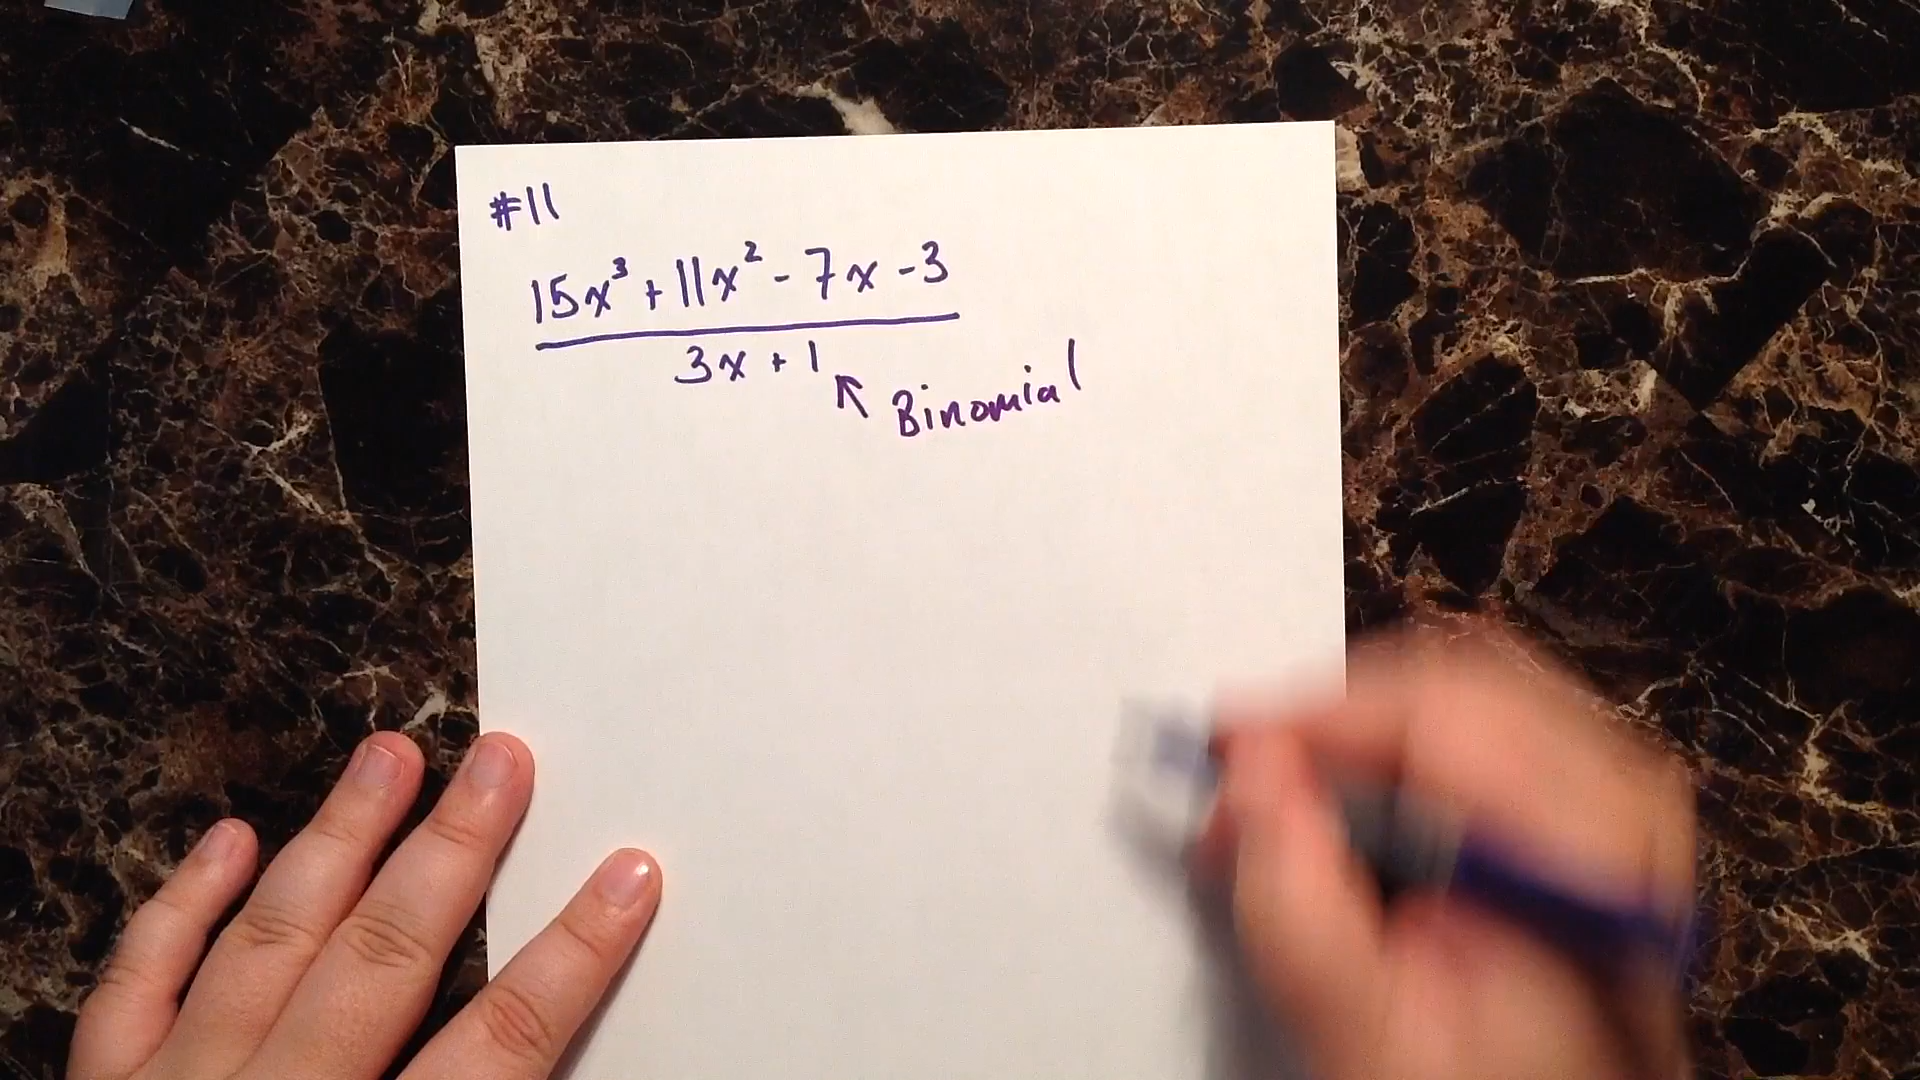 #11
15x³ + 11x² - 7x - 3
3x + 1
Binomial